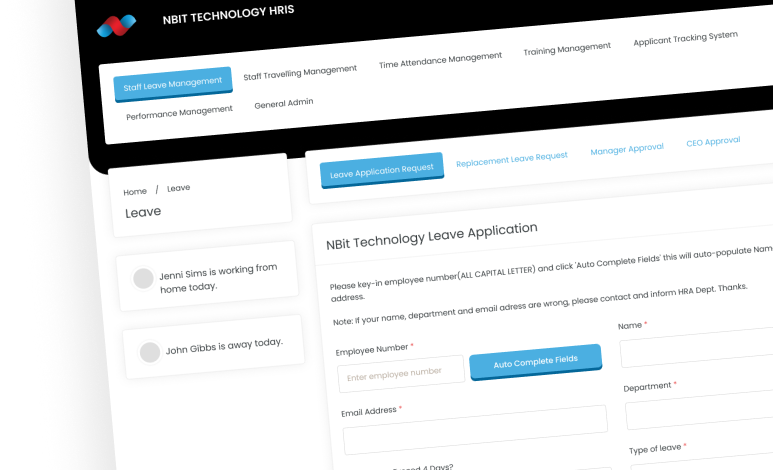 NBIT TECHNOLOGY HRIS
Staff Leave Management
Staff Travelling Management
Time Attendance Management
Training Management
Applicant Tracking System
Performance Management
General Admin
Home / Leave
Leave
Jenni Sims is working from
home today.
John Gibbs is away today.
Leave Application Request
Replacement Leave Request
Manager Approval
CEO Approval
NBit Technology Leave Application
Please key-in employee number(ALL CAPITAL LETTER) and click 'Auto Complete Fields' this will auto-populate Nam
address.
Note: If your name, department and email adress are wrong, please contact and inform HRA Dept. Thanks.
Employee Number *
Enter employee number
Auto Complete Fields
Name *
Email Address *
Department *
Type of leave *
4 Days?